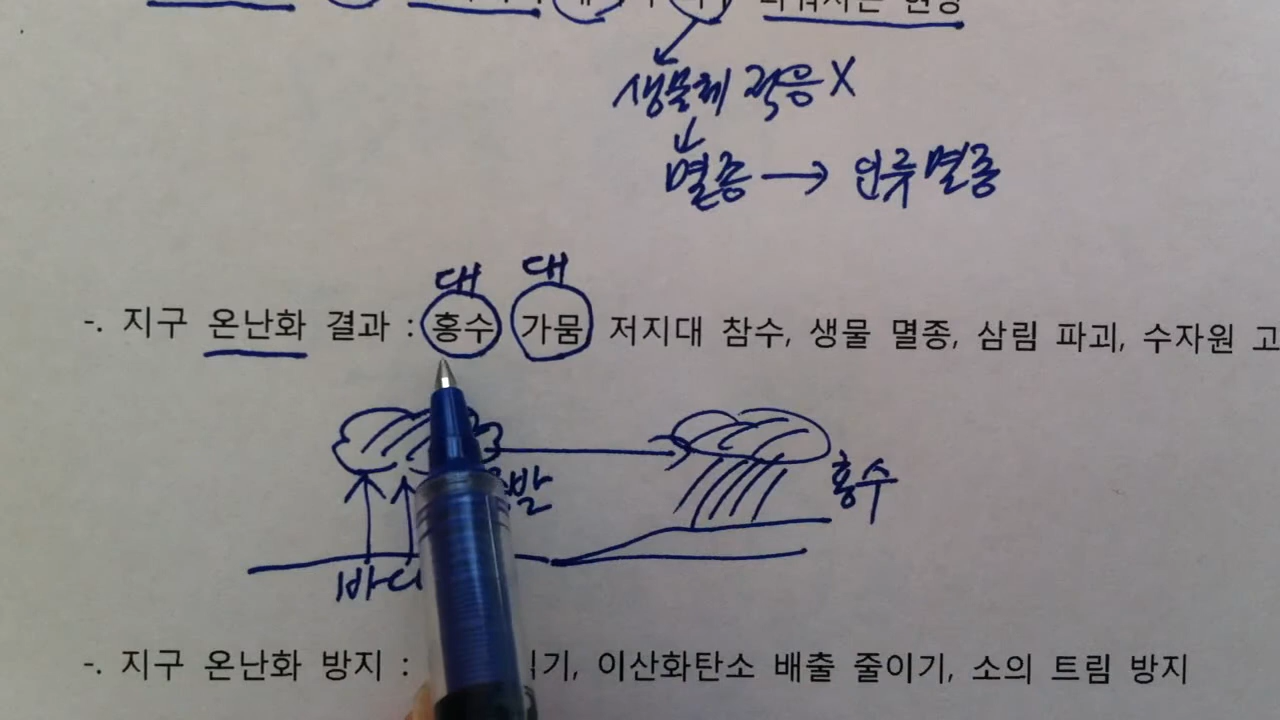 현상
생물체 적응 X
멸종 → 인류 멸종
대 대
-. 지구 온난화 결과 : 홍수 가뭄 저지대 참수, 생물 멸종, 삼림 파괴, 수자원 고
발
홍수
바다
-. 지구 온난화 방지 : 기, 이산화탄소 배출 줄이기, 소의 트림 방지